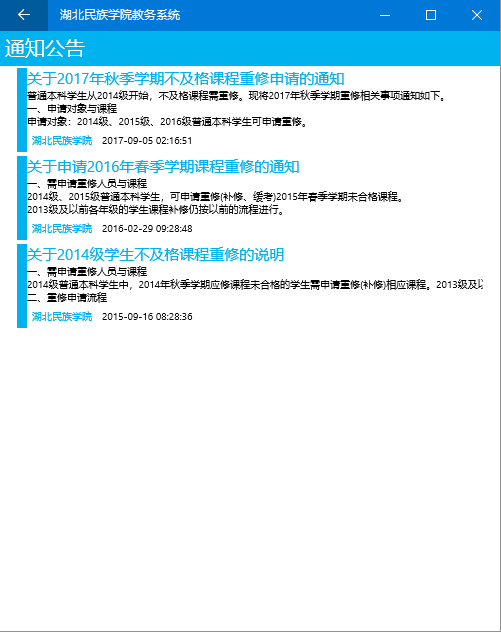 湖北民族学院教务系统
通知公告
关于2017年秋季学期不及格课程重修申请的通知
普通本科学生从2014级开始，不及格课程需重修。现将2017年秋季学期重修相关事项通知如下。
一、申请对象与课程
申请对象：2014级、2015级、2016级普通本科学生可申请重修。
湖北民族学院 2017-09-05 02:16:51
关于申请2016年春季学期课程重修的通知
一、需申请重修人员与课程
2014级、2015级普通本科学生，可申请重修(补修、缓考)2015年春季学期未合格课程。
2013级及以前各年级的学生课程补修仍按以前的流程进行。
湖北民族学院 2016-02-29 09:28:48
关于2014级学生不及格课程重修的说明
一、需申请重修人员与课程
2014级普通本科学生中，2014年秋季学期应修课程未合格的学生需申请重修(补修)相应课程。2013级及以
二、重修申请流程
湖北民族学院 2015-09-16 08:28:36